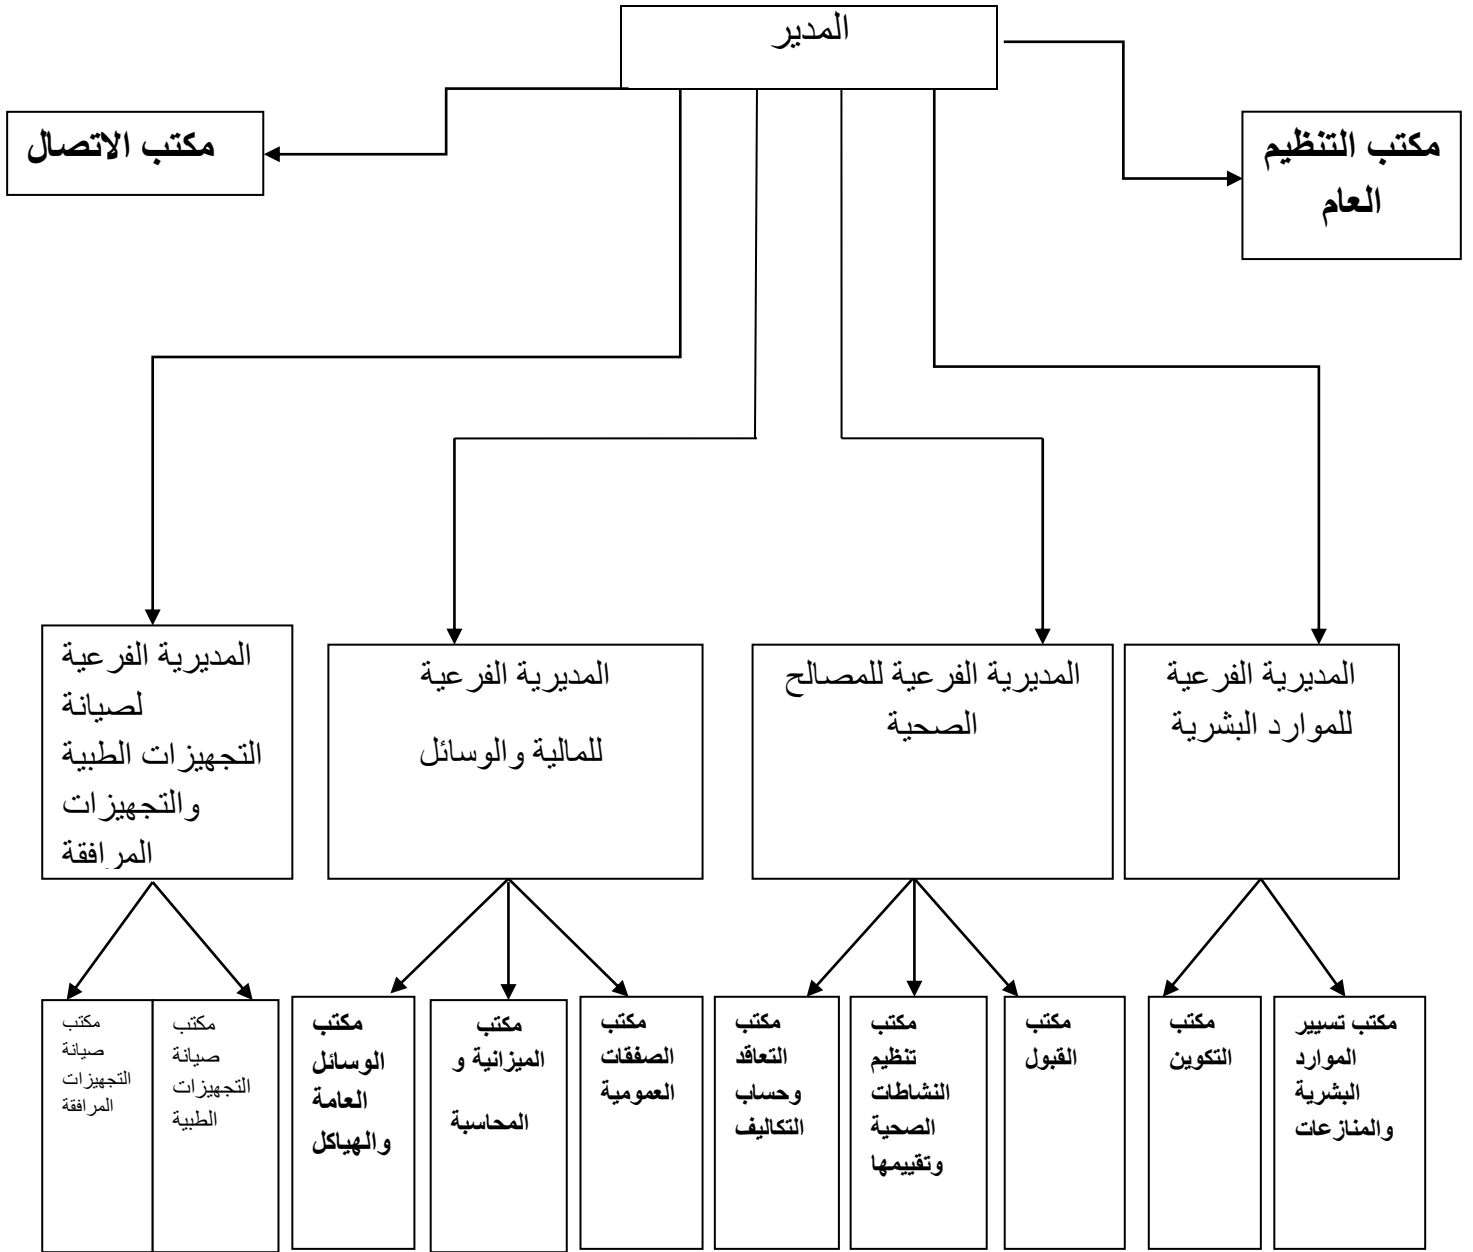 المدير
مكتب التنظيم
العام
مكتب الاتصال
المديرية الفرعية
للموارد البشرية
المديرية الفرعية للمصالح
الصحية
المديرية الفرعية
للمالية والوسائل
المديرية الفرعية
لصيانة
التجهيزات الطبية
والتجهيزات
المرافقة
مكتب تسيير
الموارد
البشرية
والمنازعات
مكتب
التكوين
مكتب
القبول
مكتب
تنظيم
النشاطات
الصحية
وتقييمها
مكتب
التعاقد
وحساب
التكاليف
مكتب
الصفقات
العمومية
مكتب
الميزانية و
المحاسبة
مكتب
الوسائل
العامة
والهياكل
مكتب
صيانة
التجهيزات
الطبية
مكتب
صيانة
التجهيزات
المرافقة